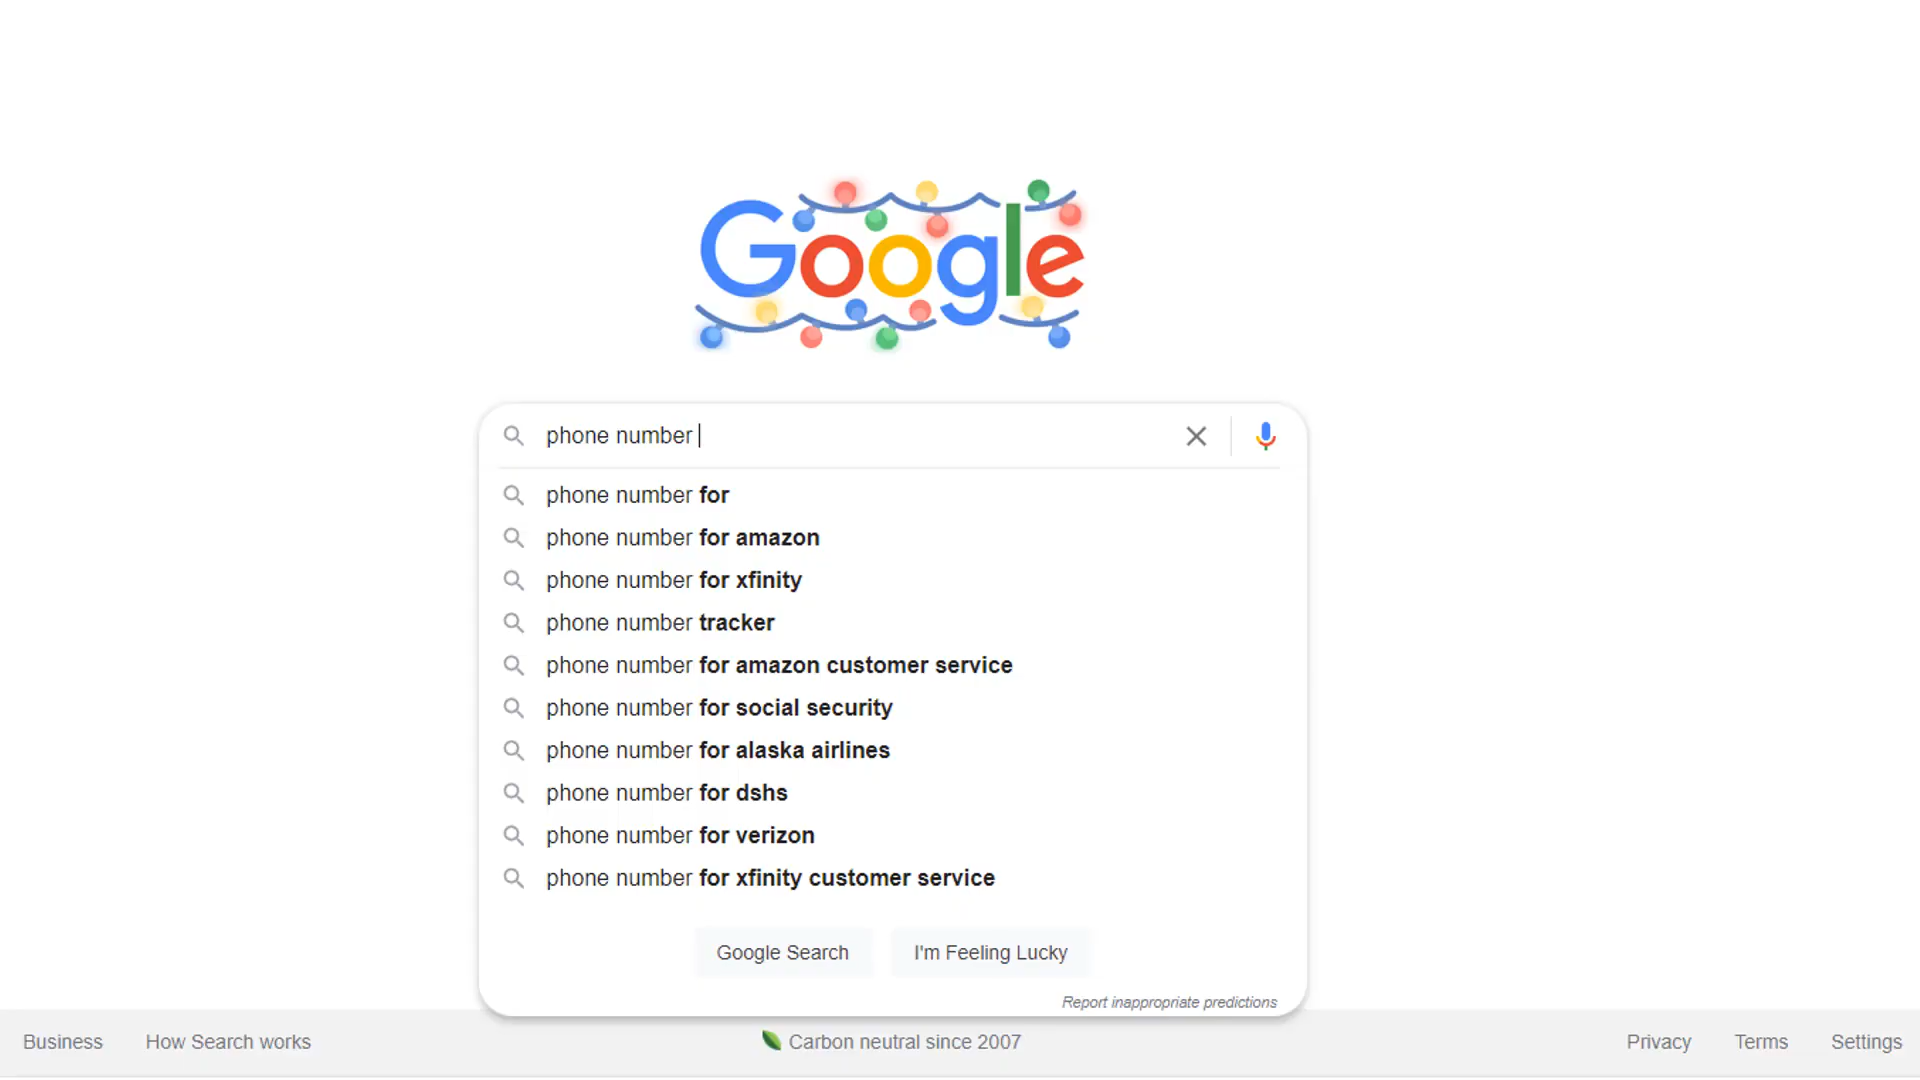 Google
phone number
phone number for
phone number for amazon
phone number for xfinity
phone number tracker
phone number for amazon customer service
phone number for social security
phone number for alaska airlines
phone number for dshs
phone number for verizon
phone number for xfinity customer service
Google Search I'm Feeling Lucky
Report inappropriate predictions
Business How Search works Carbon neutral since 2007 Privacy Terms Settings